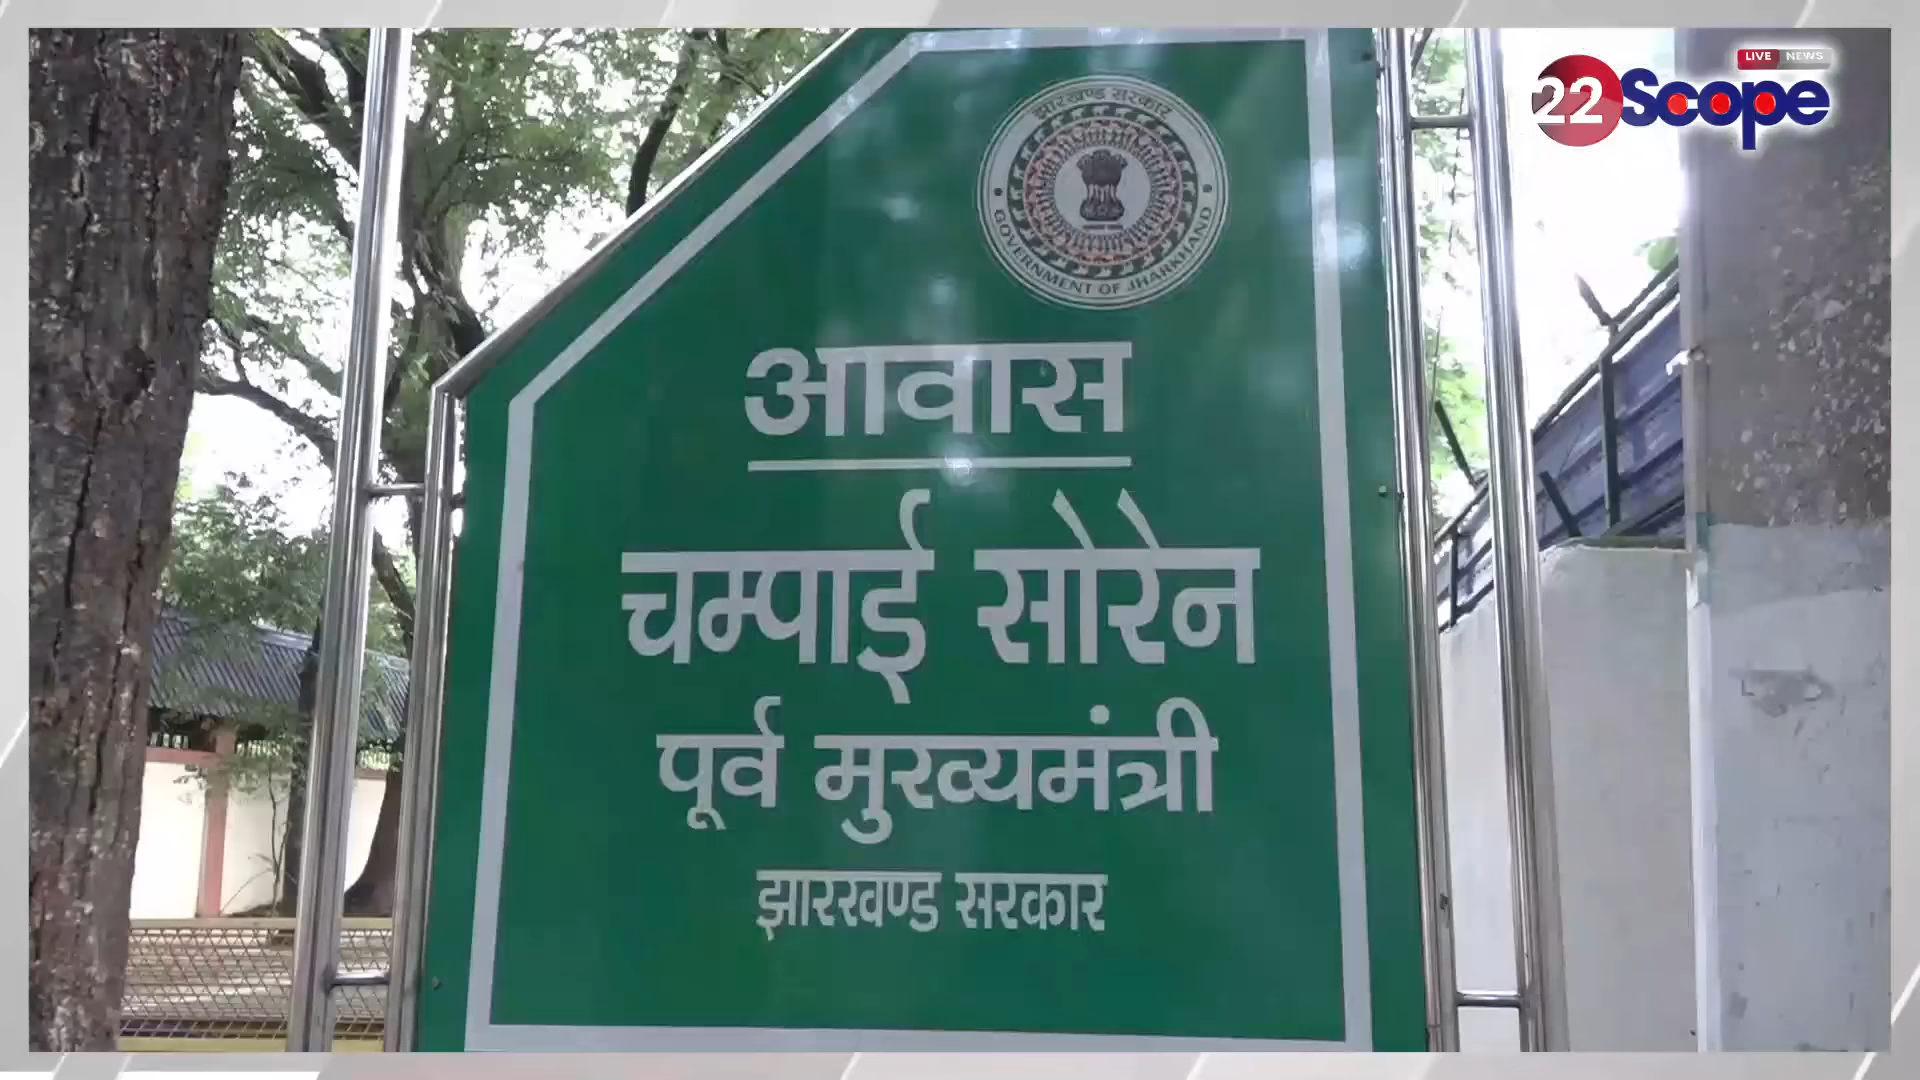 LIVE NEWS
22Scope
झारखण्ड सरकार
GOVERNMENT OF JHARKHAND
आवास
चम्पाई सोरेन
पूर्व मुख्यमंत्री
झारखण्ड सरकार